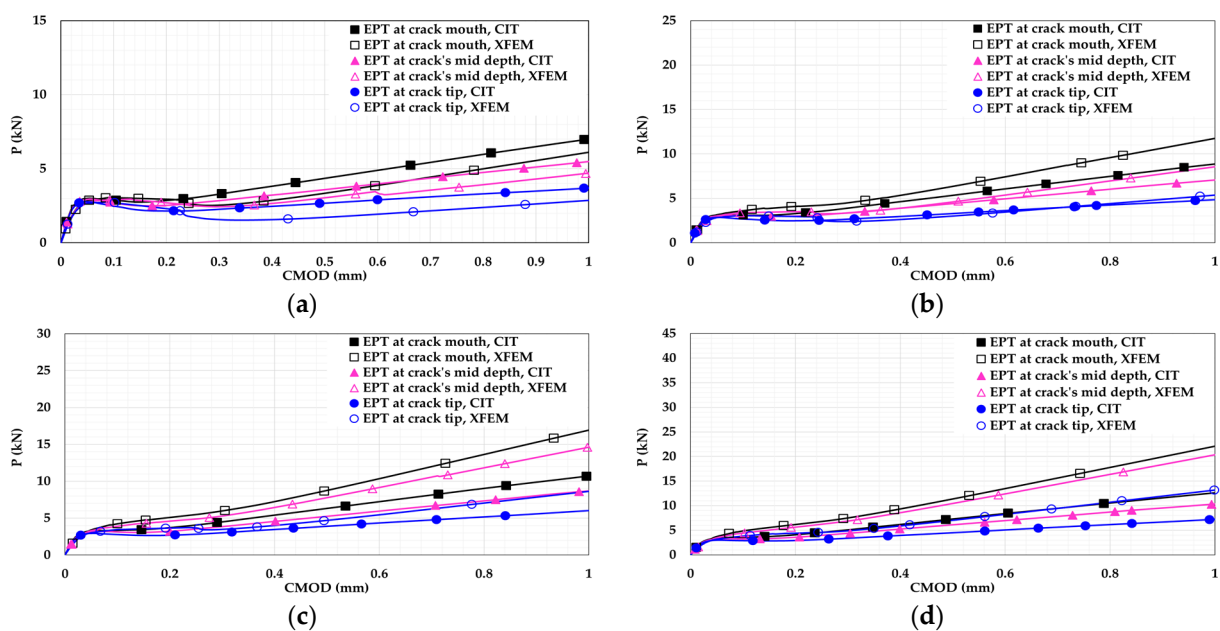 15
10
5
0
P (kN)
EPT at crack mouth, CIT
EPT at crack mouth, XFEM
EPT at crack's mid depth, CIT
EPT at crack's mid depth, XFEM
EPT at crack tip, CIT
EPT at crack tip, XFEM
0 0.1 0.2 0.3 0.4 0.5 0.6 0.7 0.8 0.9 1
CMOD (mm)
(a)
25
20
15
10
5
0
P (kN)
EPT at crack mouth, CIT
EPT at crack mouth, XFEM
EPT at crack's mid depth, CIT
EPT at crack's mid depth, XFEM
EPT at crack tip, CIT
EPT at crack tip, XFEM
0 0.2 0.4 0.6 0.8 1
CMOD (mm)
(b)
30
25
20
15
10
5
0
P (kN)
EPT at crack mouth, CIT
EPT at crack mouth, XFEM
EPT at crack's mid depth, CIT
EPT at crack's mid depth, XFEM
EPT at crack tip, CIT
EPT at crack tip, XFEM
0 0.2 0.4 0.6 0.8 1
CMOD (mm)
(c)
45
40
35
30
25
20
15
10
5
0
P (kN)
EPT at crack mouth, CIT
EPT at crack mouth, XFEM
EPT at crack's mid depth, CIT
EPT at crack's mid depth, XFEM
EPT at crack tip, CIT
EPT at crack tip, XFEM
0 0.2 0.4 0.6 0.8 1
CMOD (mm)
(d)